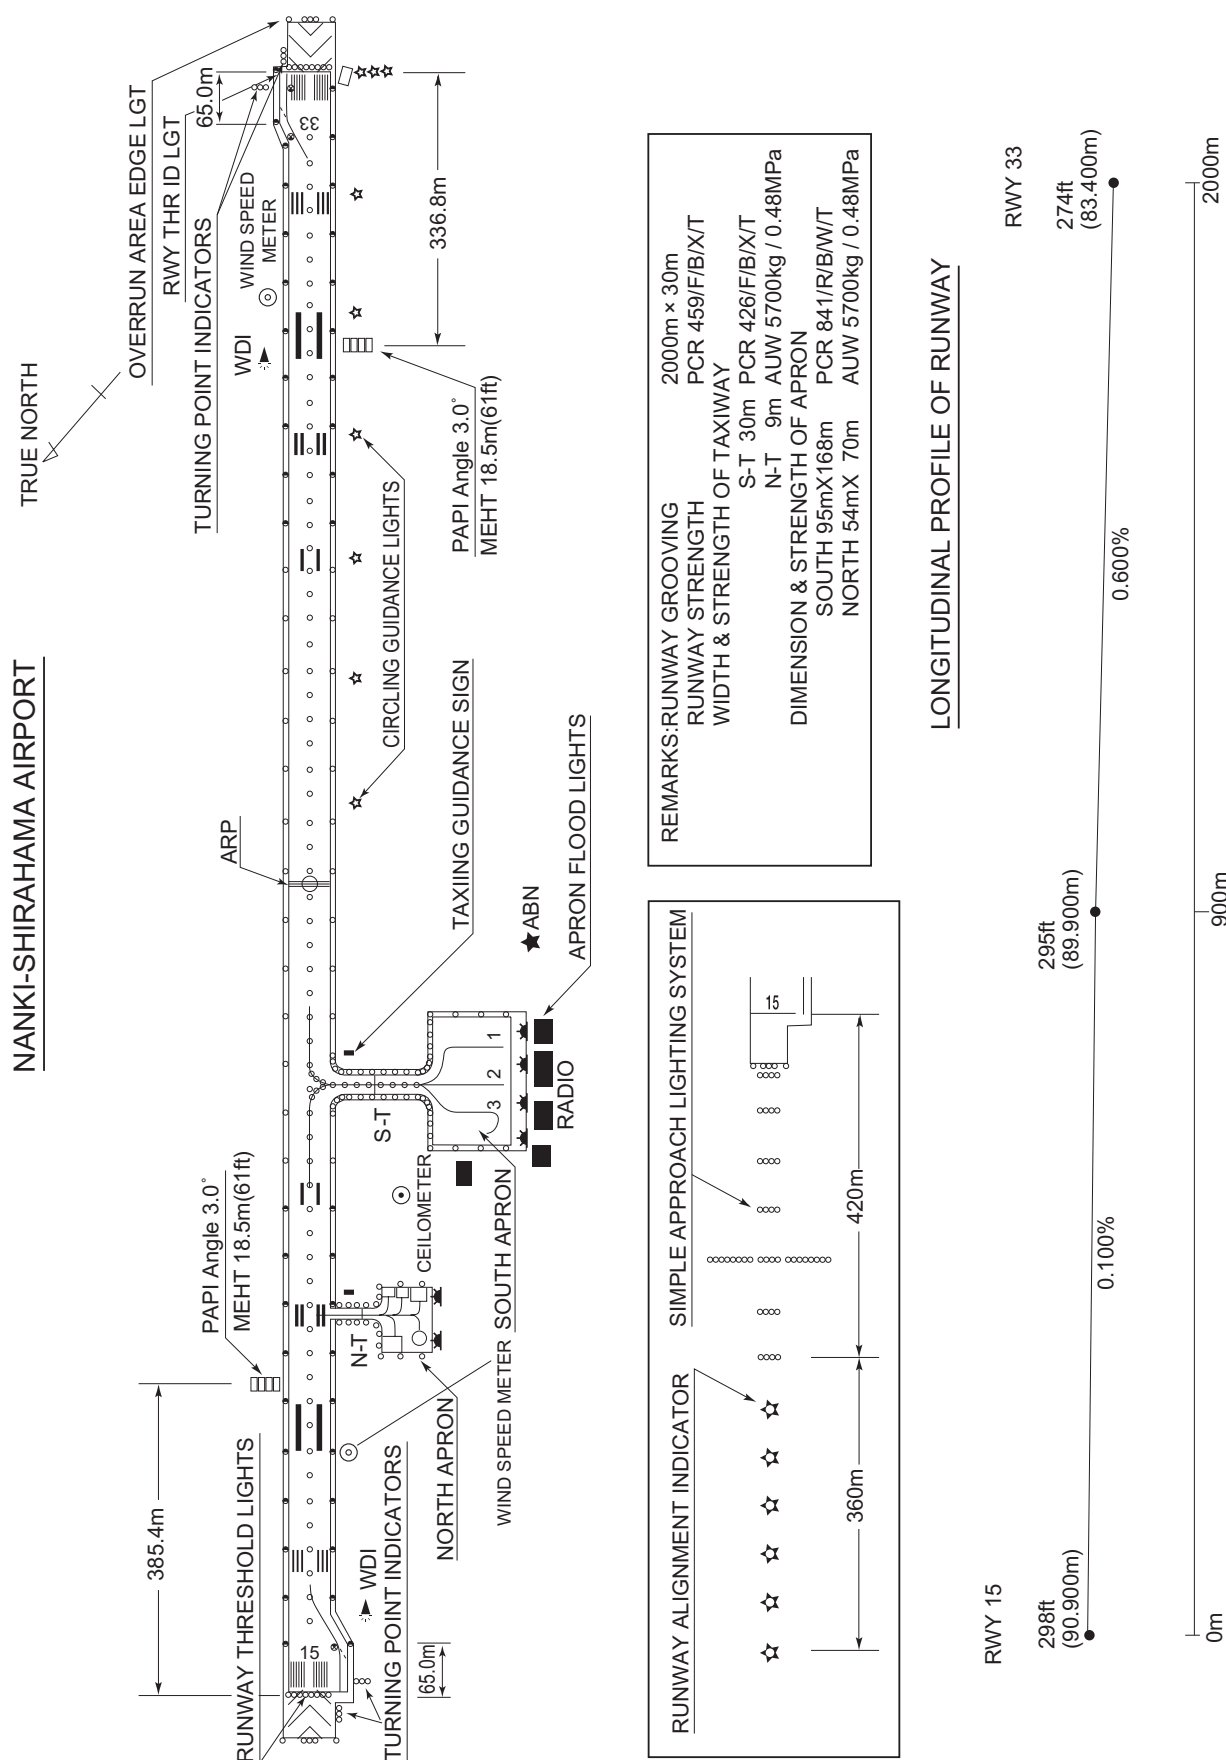 NANKI-SHIRAHAMA AIRPORT
TRUE NORTH
OVERRUN AREA EDGE LGT
RWY THR ID LGT
TURNING POINT INDICATORS
65.0m
33
WIND SPEED
METER
WDI
336.8m
PAPI Angle 3.0°
MEHT 18.5m(61ft)
CIRCLING GUIDANCE LIGHTS
ARP
TAXIING GUIDANCE SIGN
ABN
APRON FLOOD LIGHTS
1
2
3
S-T
RADIO
CEILOMETER
SOUTH APRON
PAPI Angle 3.0°
MEHT 18.5m(61ft)
N-T
NORTH APRON
WIND SPEED METER
385.4m
RUNWAY THRESHOLD LIGHTS
15
WDI
65.0m
TURNING POINT INDICATORS
REMARKS:RUNWAY GROOVING 2000m × 30m
RUNWAY STRENGTH PCR 459/F/B/X/T
WIDTH & STRENGTH OF TAXIWAY
S-T 30m PCR 426/F/B/X/T
N-T 9m AUW 5700kg / 0.48MPa
DIMENSION & STRENGTH OF APRON
SOUTH 95mX168m PCR 841/R/B/W/T
NORTH 54mX 70m AUW 5700kg / 0.48MPa
SIMPLE APPROACH LIGHTING SYSTEM
15
420m
RUNWAY ALIGNMENT INDICATOR
360m
LONGITUDINAL PROFILE OF RUNWAY
RWY 15
298ft
(90.900m)
0.100%
295ft
(89.900m)
0.600%
RWY 33
274ft
(83.400m)
0m
900m
2000m